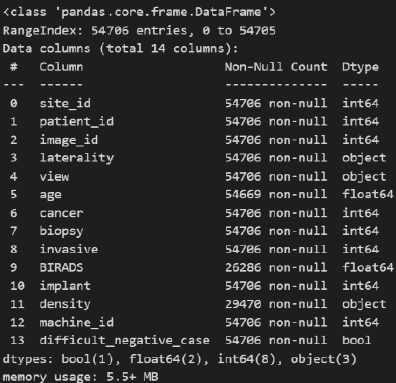 <class 'pandas.core.frame.DataFrame'>
RangeIndex: 54706 entries, 0 to 54705
Data columns (total 14 columns):
 #   Column                   Non-Null Count  Dtype
---  ------                   --------------  -----
 0   site_id                  54706 non-null  int64
 1   patient_id               54706 non-null  int64
 2   image_id                 54706 non-null  int64
 3   laterality               54706 non-null  object
 4   view                     54706 non-null  object
 5   age                      54669 non-null  float64
 6   cancer                   54706 non-null  int64
 7   biopsy                   54706 non-null  int64
 8   invasive                 54706 non-null  int64
 9   BIRADS                   26286 non-null  float64
 10  implant                  54706 non-null  int64
 11  density                  29470 non-null  object
 12  machine_id               54706 non-null  int64
 13  difficult_negative_case  54706 non-null  bool
dtypes: bool(1), float64(2), int64(8), object(3)
memory usage: 5.5+ MB